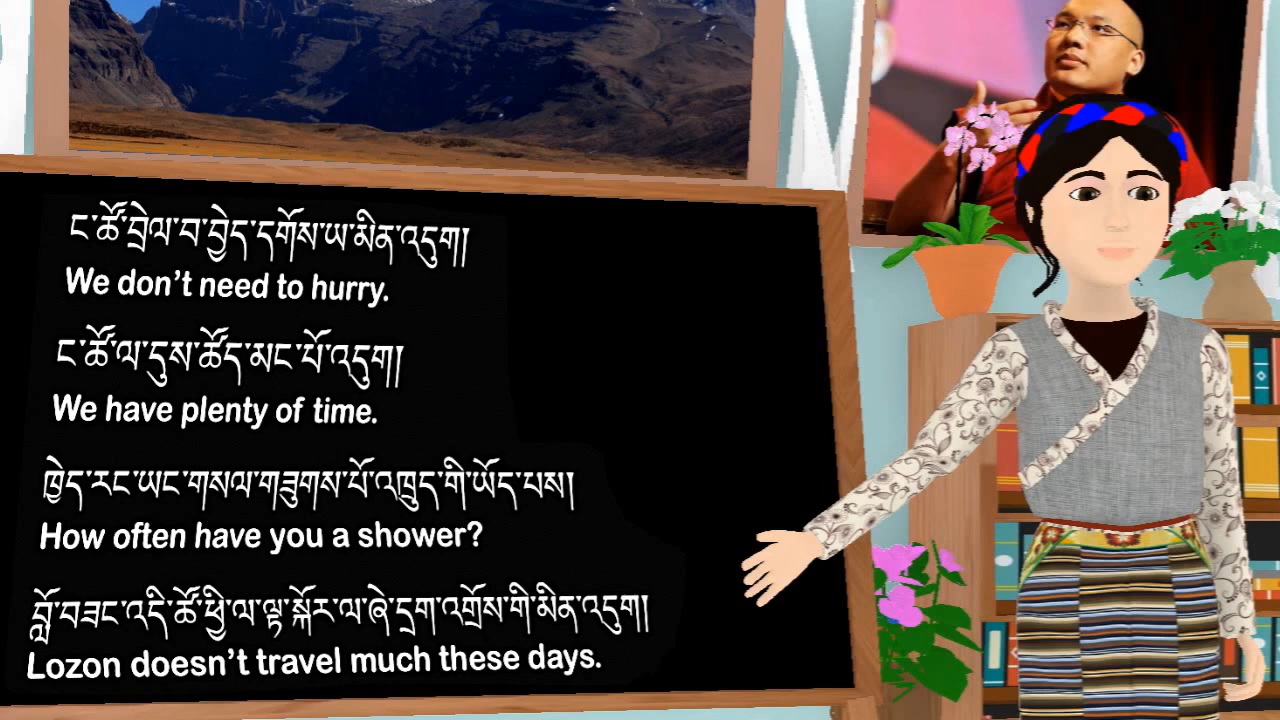 ང་ཚོ་བྲེལ་བ་བྱེད་དགོས་ཡ་མིན་འདུག།
We don't need to hurry.
ང་ཚོ་ལ་དུས་ཚོད་མང་པོ་འདུག།
We have plenty of time.
ཁྱེད་རང་ཡང་གསལ་གཟུགས་པོ་འཁྲུད་གི་ཡོད་པས།
How often have you a shower?
བློ་བཟང་འདི་ཚོ་ཕྱི་ལ་ལྟ་སྐོར་ལ་ཞེ་དྲག་འགྲོས་གི་མིན་འདུག།
Lozon doesn't travel much these days.